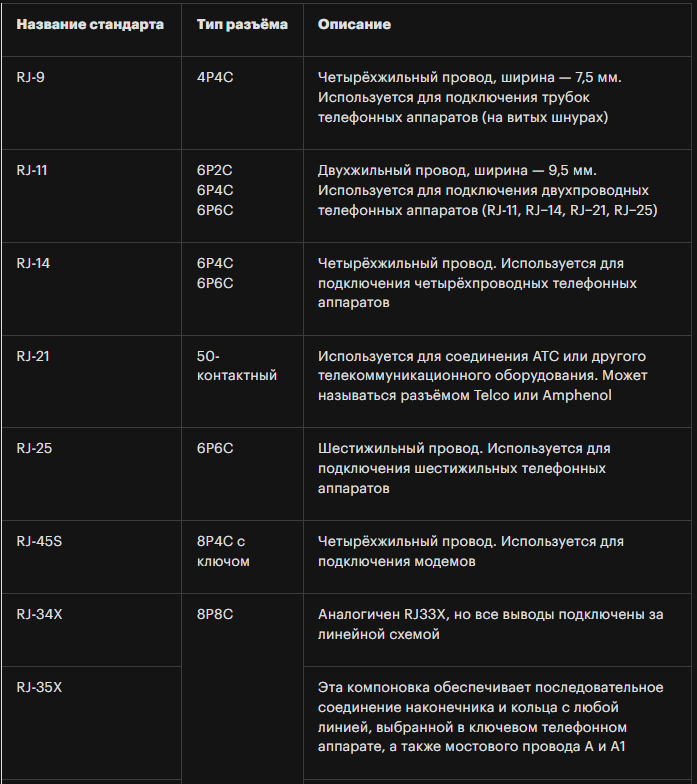 Название стандарта
Тип разъёма
Описание
RJ-9
4P4C
Четырёхжильный провод, ширина — 7,5 мм.
Используется для подключения трубок
телефонных аппаратов (на витых шнурах)
RJ-11
6P2C
6P4C
6P6C
Двухжильный провод, ширина — 9,5 мм.
Используется для подключения двухпроводных
телефонных аппаратов (RJ-11, RJ–14, RJ–21, RJ–25)
RJ-14
6P4C
6P6C
Четырёхжильный провод. Используется для
подключения четырёхпроводных телефонных
аппаратов
RJ-21
50-
контактный
Используется для соединения АТС или другого
телекоммуникационного оборудования. Может
называться разъёмом Telco или Amphenol
RJ-25
6P6C
Шестижильный провод. Используется для
подключения шестижильных телефонных
аппаратов
RJ-45S
8P4C с
ключом
Четырёхжильный провод. Используется для
подключения модемов
RJ-34X
8P8C
Аналогичен RJ33X, но все выводы подключены за
линейной схемой
RJ-35X
Эта компоновка обеспечивает последовательное
соединение наконечника и кольца с любой
линией, выбранной в ключевом телефонном
аппарате, а также мостового провода А и А1